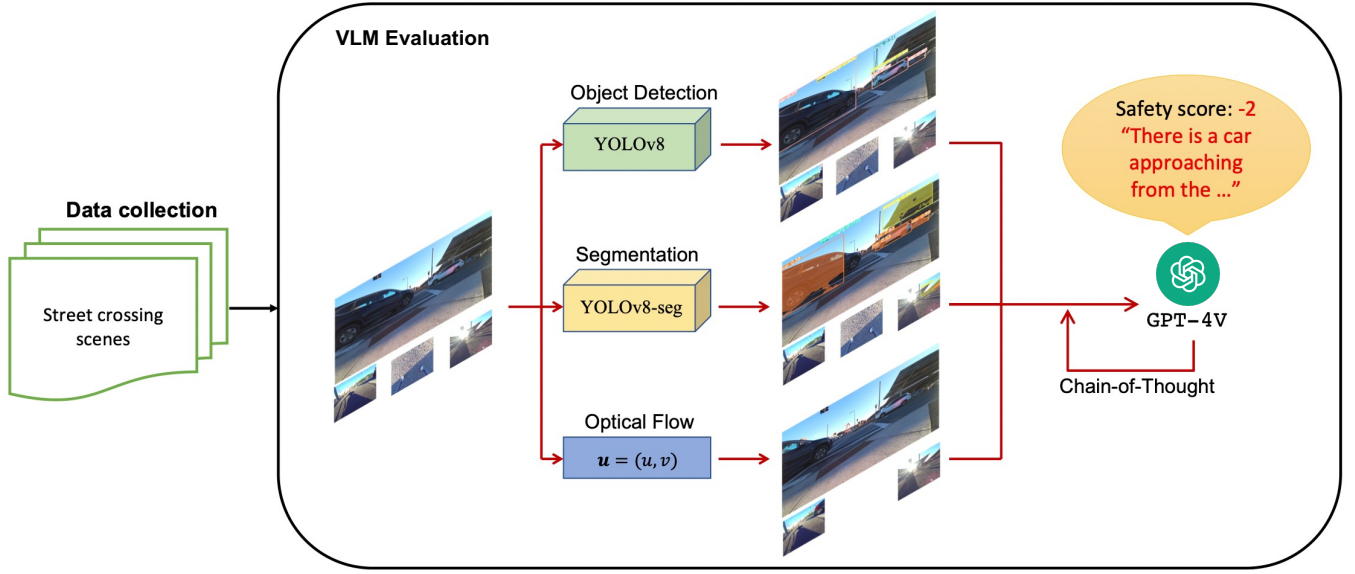 VLM Evaluation
Data collection
Street crossing
scenes
Object Detection
YOLOv8
Segmentation
YOLOv8-seg
Optical Flow
𝒖 = (𝑢, 𝑣)
Safety score: -2
“There is a car
approaching
from the …”
GPT-4V
Chain-of-Thought